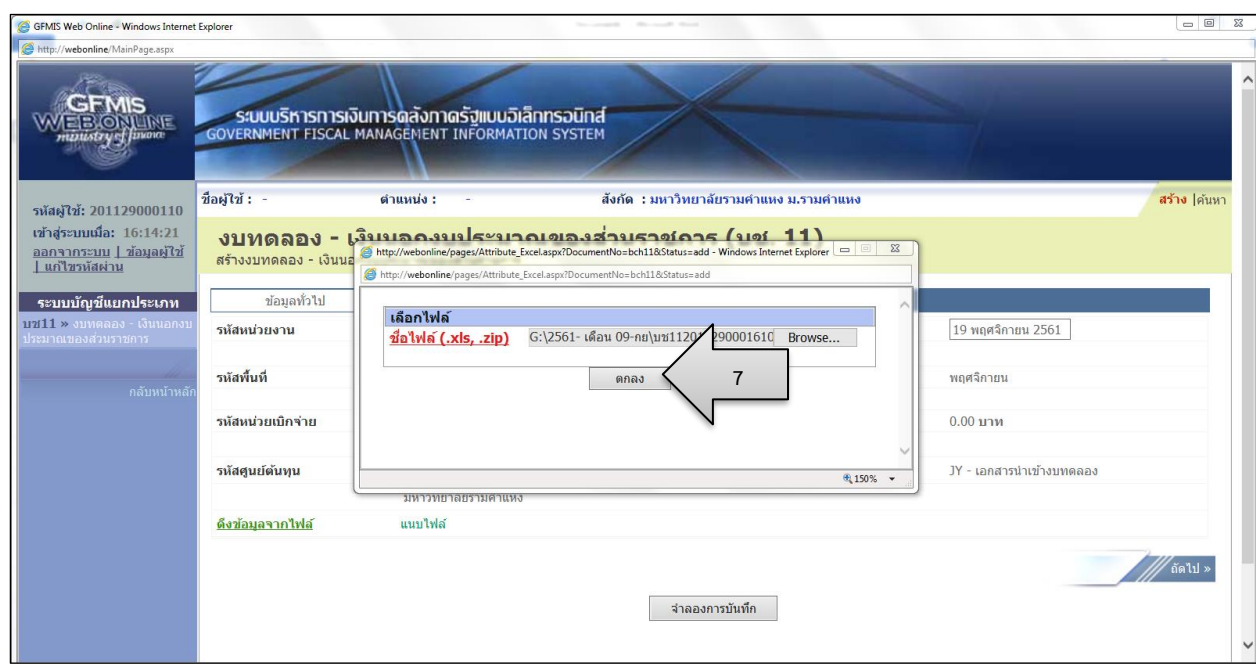 GFMIS Web Online - Windows Internet Explorer
http://webonline/MainPage.aspx
GFMIS
WEB ONLINE
ministry of finance
ระบบบริหารการเงินการคลังภาครัฐแบบอิเล็กทรอนิกส์
GOVERNMENT FISCAL MANAGEMENT INFORMATION SYSTEM
รหัสผู้ใช้: 201129000110
เข้าสู่ระบบเมื่อ: 16:14:21
ออกจากระบบ | ข้อมูลผู้ใช้
| แก้ไขรหัสผ่าน
ระบบบัญชีแยกประเภท
บช11 » งบทดลอง - เงินนอกงบ
ประมาณของส่วนราชการ
กลับหน้าหลัก
ชื่อผู้ใช้ : - ตำแหน่ง : - สังกัด : มหาวิทยาลัยรามคำแหง ม.รามคำแหง
สร้าง |ค้นหา
งบทดลอง - เงินนอกงบประมาณของส่วนราชการ (บช. 11)
สร้างงบทดลอง - เงินนอ
http://webonline/pages/Attribute_Excel.aspx?DocumentNo=bch11&Status=add - Windows Internet Explorer
http://webonline/pages/Attribute_Excel.aspx?DocumentNo=bch11&Status=add
เลือกไฟล์
ชื่อไฟล์ (.xls, .zip) G:\2561- เดือน 09-กย\บช11201 290001610 Browse...
ตกลง
7
150%
ข้อมูลทั่วไป
รหัสหน่วยงาน 19 พฤศจิกายน 2561
รหัสพื้นที่ พฤศจิกายน
รหัสหน่วยเบิกจ่าย 0.00 บาท
รหัสศูนย์ต้นทุน JY - เอกสารนำเข้างบทดลอง
มหาวิทยาลัยรามคำแหง
ดึงข้อมูลจากไฟล์ แนบไฟล์
ถัดไป »
จำลองการบันทึก